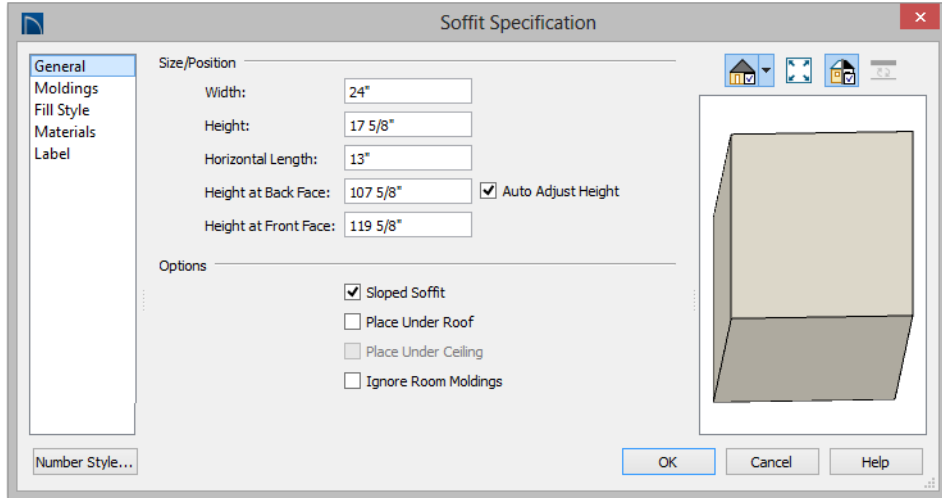 Soffit Specification
General
Moldings
Fill Style
Materials
Label
Size/Position
Width: 24"
Height: 17 5/8"
Horizontal Length: 13"
Height at Back Face: 107 5/8" Auto Adjust Height
Height at Front Face: 119 5/8"
Options
Sloped Soffit
Place Under Roof
Place Under Ceiling
Ignore Room Moldings
Number Style... OK Cancel Help